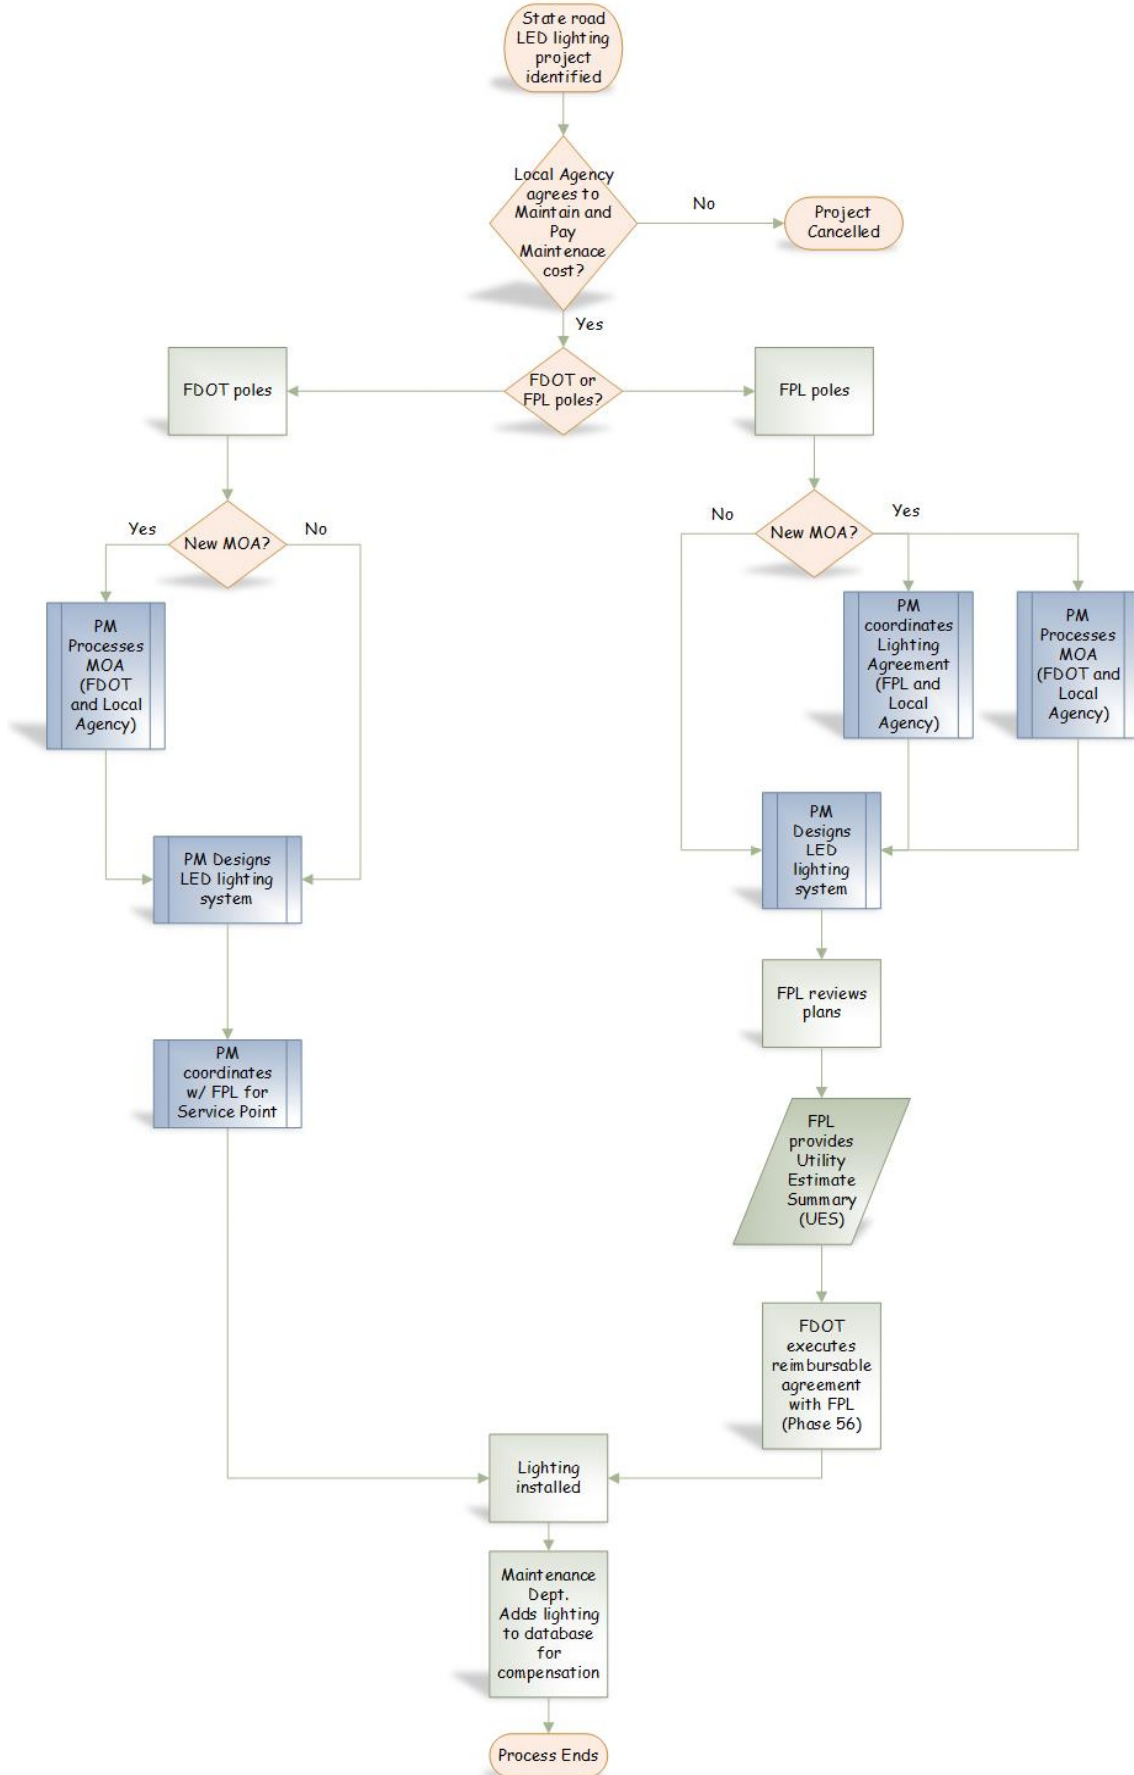 State road
LED lighting
project
identified
Local Agency
agrees to
Maintain and
Pay
Maintenace
cost?
No
Project
Cancelled
Yes
FDOT or
FPL poles?
FDOT poles
FPL poles
Yes
New MOA?
No
No
New MOA?
Yes
PM
Processes
MOA
(FDOT
and Local
Agency)
PM
coordinates
Lighting
Agreement
(FPL and
Local
Agency)
PM
Processes
MOA
(FDOT and
Local
Agency)
PM Designs
LED lighting
system
PM
Designs
LED
lighting
system
FPL reviews
plans
PM
coordinates
w/ FPL for
Service Point
FPL
provides
Utility
Estimate
Summary
(UES)
FDOT
executes
reimbursable
agreement
with FPL
(Phase 56)
Lighting
installed
Maintenance
Dept.
Adds lighting
to database
for
compensation
Process Ends